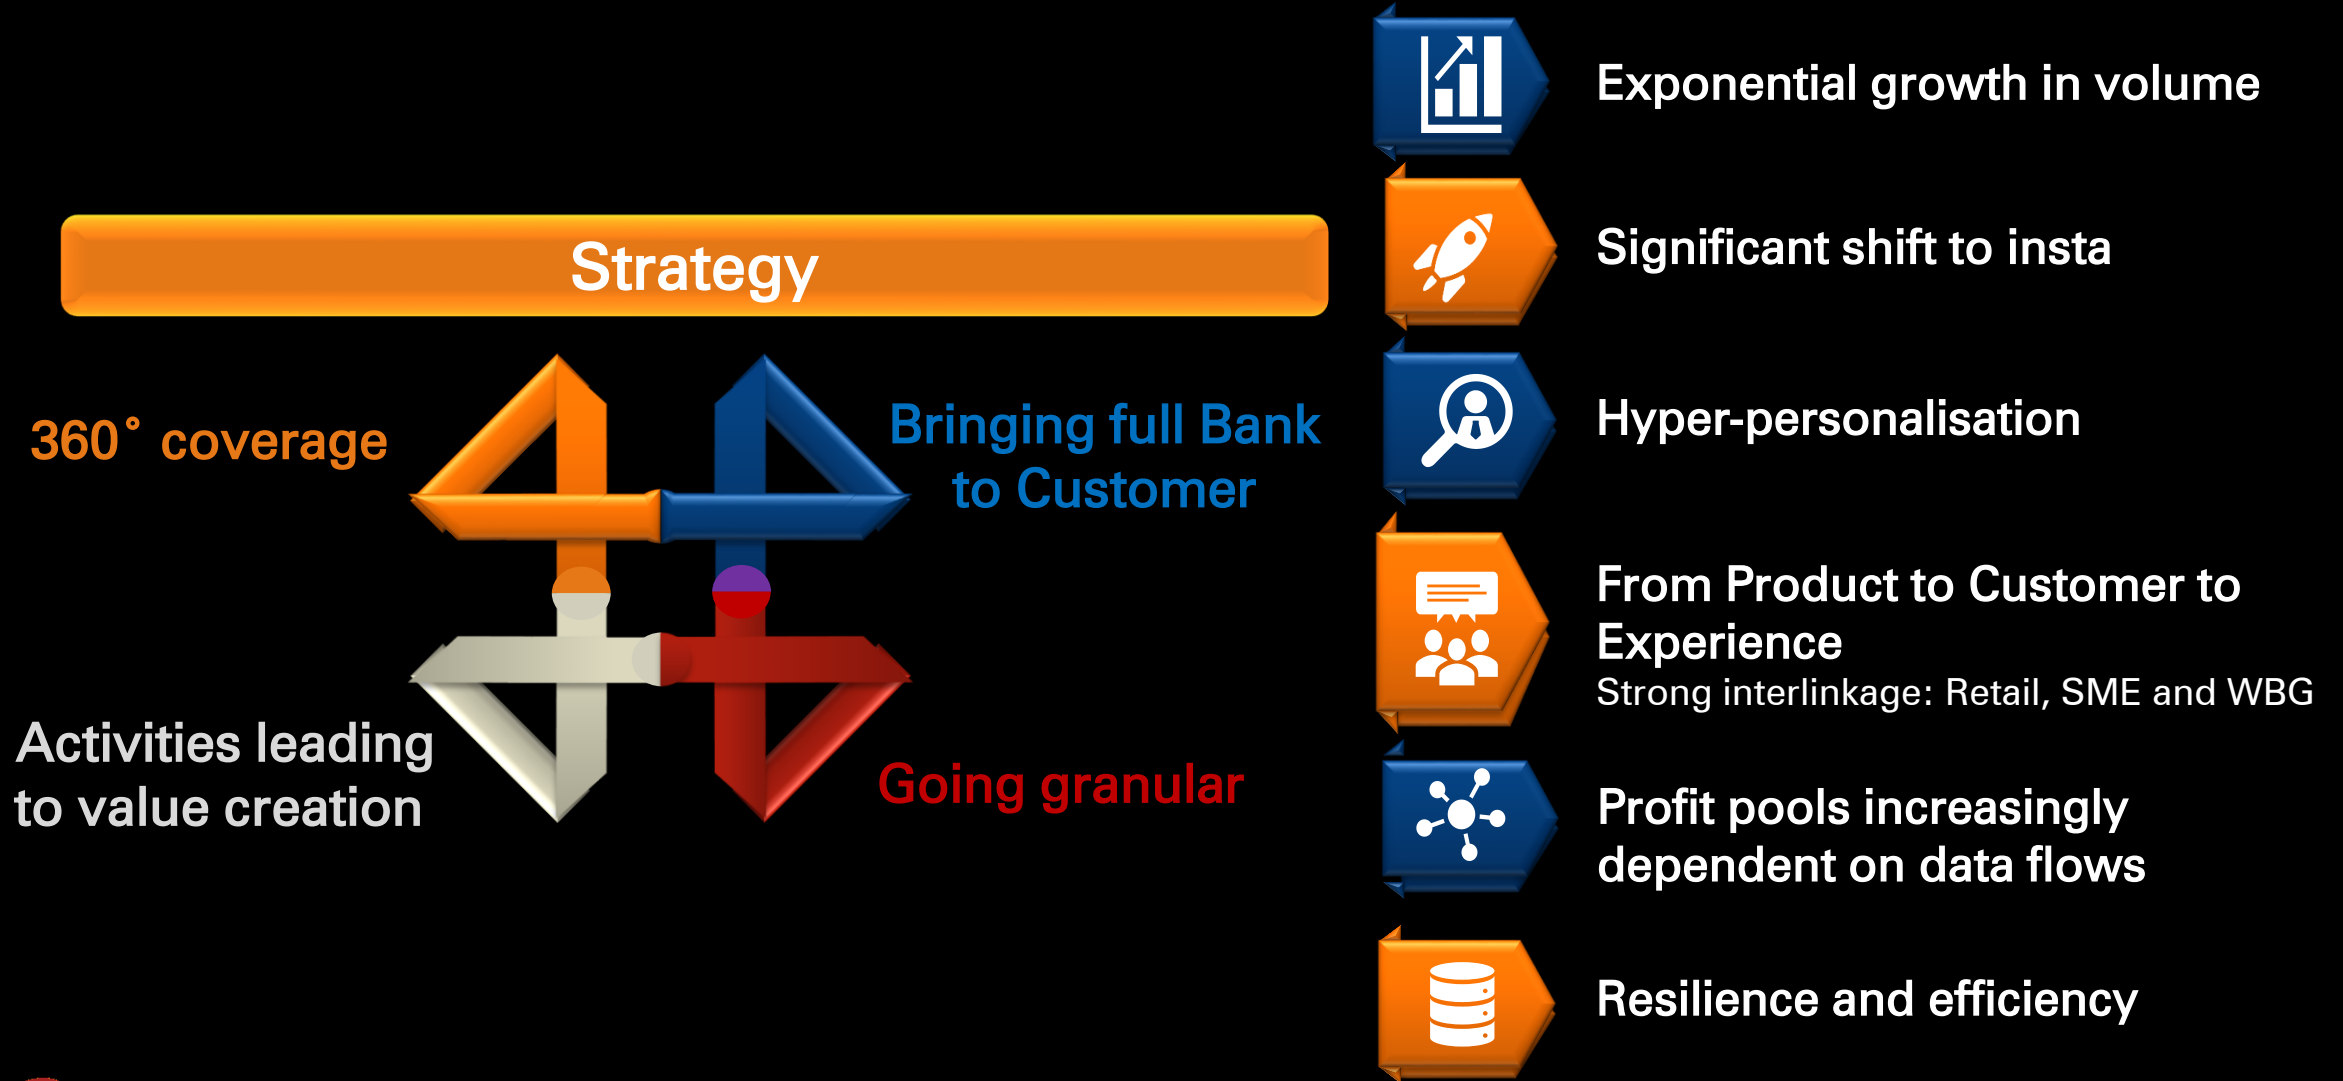 Strategy
360° coverage
Bringing full Bank
to Customer
Activities leading
to value creation
Going granular
Exponential growth in volume
Significant shift to insta
Hyper-personalisation
From Product to Customer to
Experience
Strong interlinkage: Retail, SME and WBG
Profit pools increasingly
dependent on data flows
Resilience and efficiency